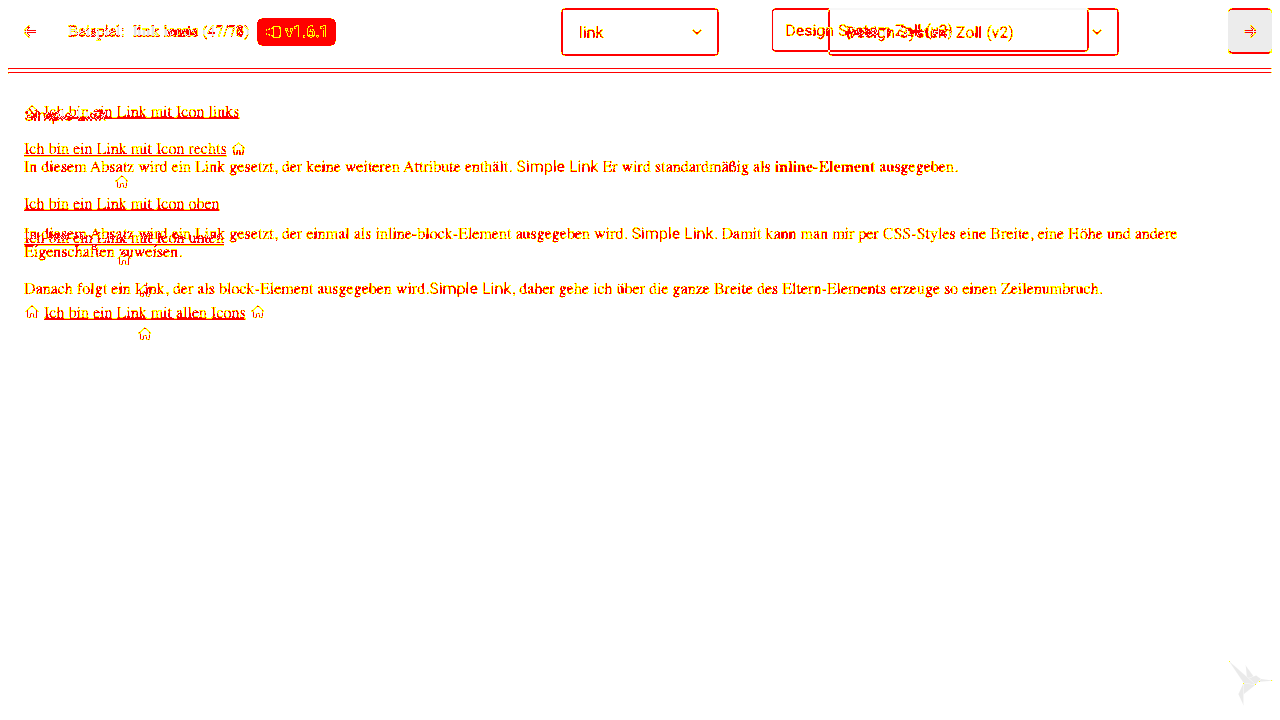 Beispiel: link basic (47/78) v1.6.1 link Design System Zoll (v2)
Ich bin ein Link mit Icon links
Ich bin ein Link mit Icon rechts
In diesem Absatz wird ein Link gesetzt, der keine weiteren Attribute enthält. Simple Link Er wird standardmäßig als inline-Element ausgegeben.
Ich bin ein Link mit Icon oben
In diesem Absatz wird ein Link gesetzt, der einmal als inline-block-Element ausgegeben wird. Simple Link. Damit kann man mir per CSS-Styles eine Breite, eine Höhe und andere
Ich bin ein Link mit Icon unten
Eigenschaften zuweisen.
Danach folgt ein Link, der als block-Element ausgegeben wird.Simple Link, daher gehe ich über die ganze Breite des Eltern-Elements erzeuge so einen Zeilenumbruch.
Ich bin ein Link mit allen Icons